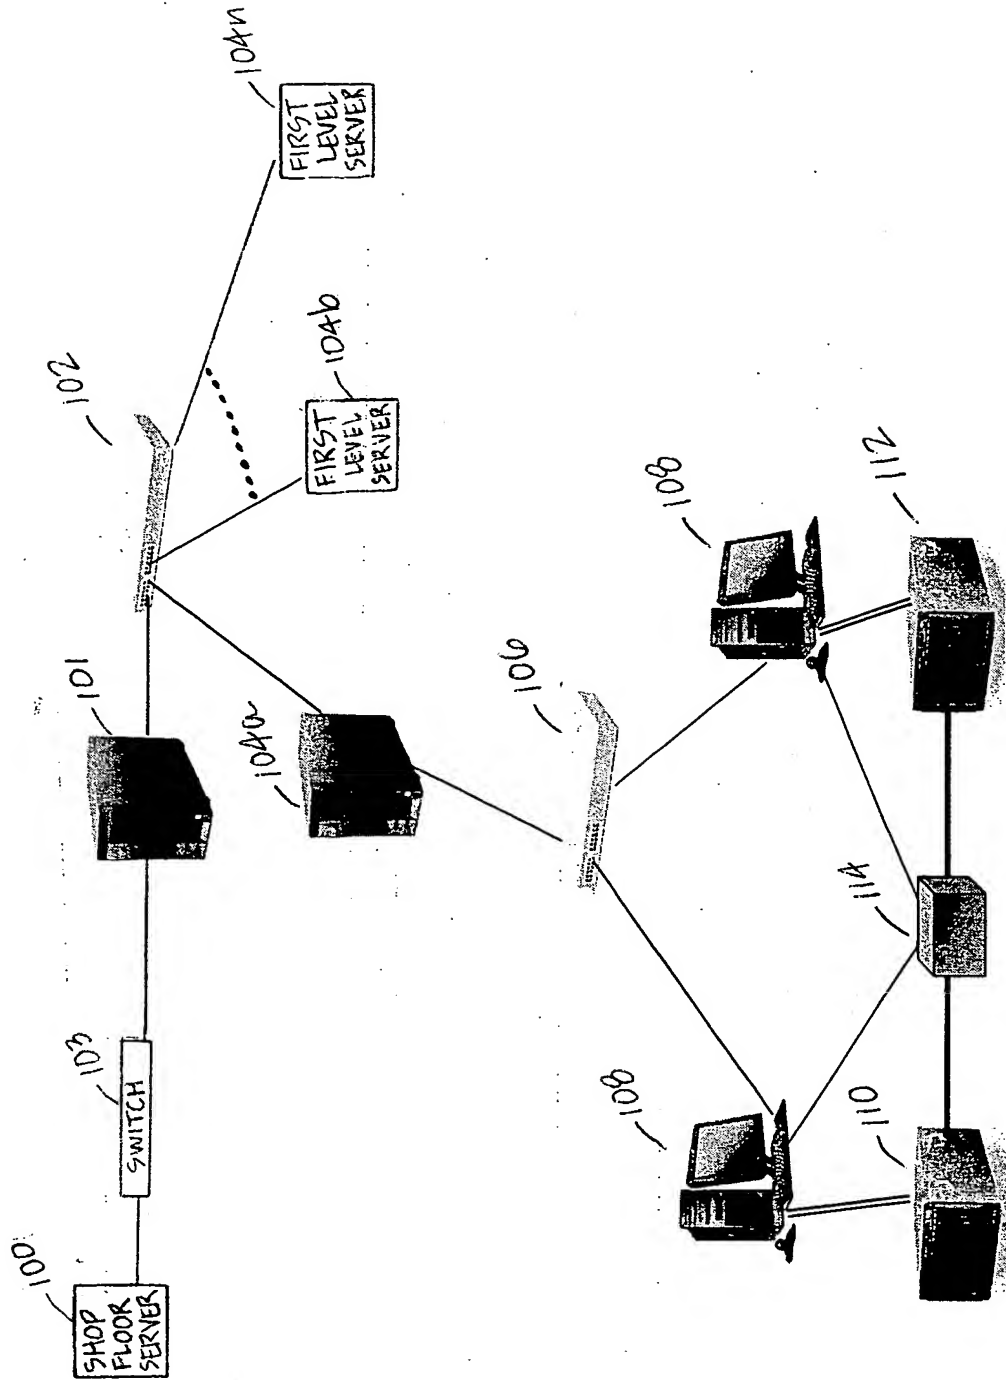 100
SHOP
FLOOR
SERVER
103
SWITCH
101
102
104n
FIRST
LEVEL
SERVER
104b
FIRST
LEVEL
SERVER
104a
106
108
108
110
114
112